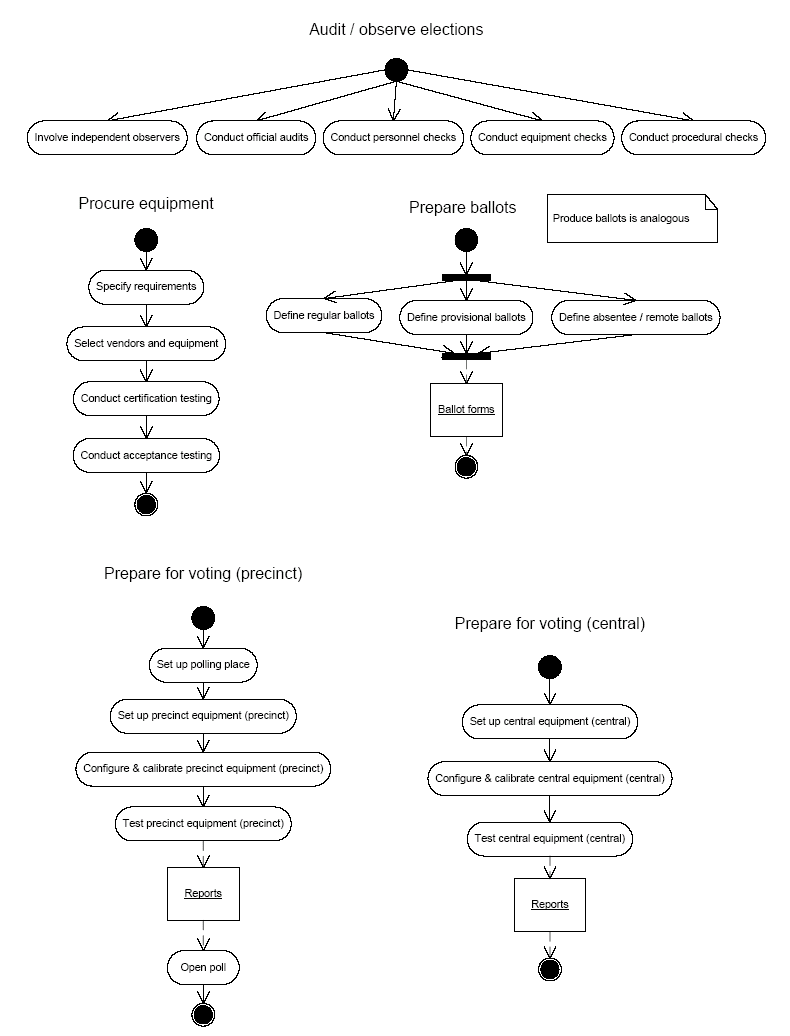 Audit / observe elections
Involve independent observers
Conduct official audits
Conduct personnel checks
Conduct equipment checks
Conduct procedural checks
Procure equipment
Specify requirements
Select vendors and equipment
Conduct certification testing
Conduct acceptance testing
Prepare ballots
Produce ballots is analogous
Define regular ballots
Define provisional ballots
Define absentee / remote ballots
Ballot forms
Prepare for voting (precinct)
Set up polling place
Set up precinct equipment (precinct)
Configure & calibrate precinct equipment (precinct)
Test precinct equipment (precinct)
Reports
Open poll
Prepare for voting (central)
Set up central equipment (central)
Configure & calibrate central equipment (central)
Test central equipment (central)
Reports